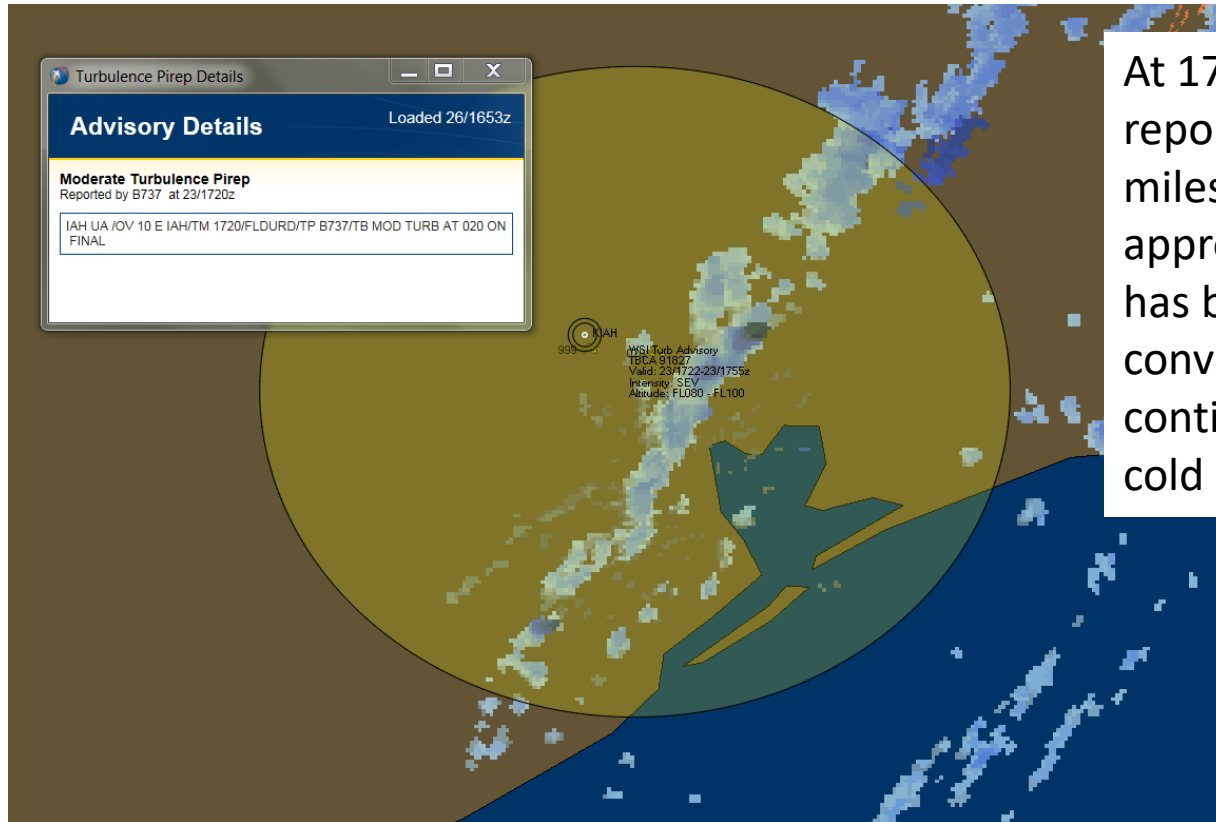 Turbulence Pirep Details
Advisory Details
Loaded 26/1653z
Moderate Turbulence Pirep
Reported by B737 at 23/1720z
IAH UA /OV 10 E IAH/TM 1720/FLDURD/TP B737/TB MOD TURB AT 020 ON
FINAL
KIAH
999
WSI Turb Advisory
TBCA 91827
Valid: 23/1722-23/1755z
Intensity: SEV
Altitude: FL080 - FL100
At 17
repo
miles
appro
has b
conv
conti
cold